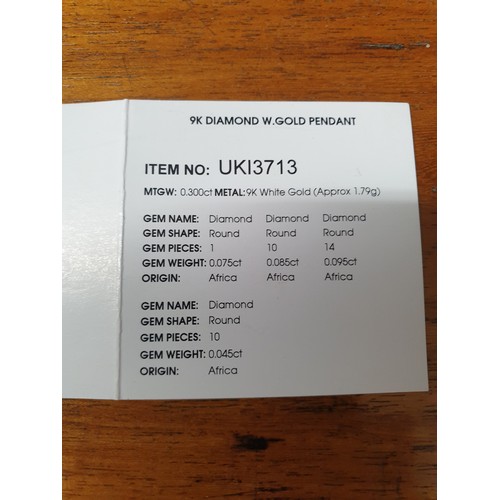 9K DIAMOND W.GOLD PENDANT
ITEM NO: UKI3713
MTGW: 0.300ct METAL:9K White Gold (Approx 1.79g)
GEM NAME: Diamond Diamond Diamond
GEM SHAPE: Round Round Round
GEM PIECES: 1 10 14
GEM WEIGHT: 0.075ct 0.085ct 0.095ct
ORIGIN: Africa Africa Africa
GEM NAME: Diamond
GEM SHAPE: Round
GEM PIECES: 10
GEM WEIGHT: 0.045ct
ORIGIN: Africa